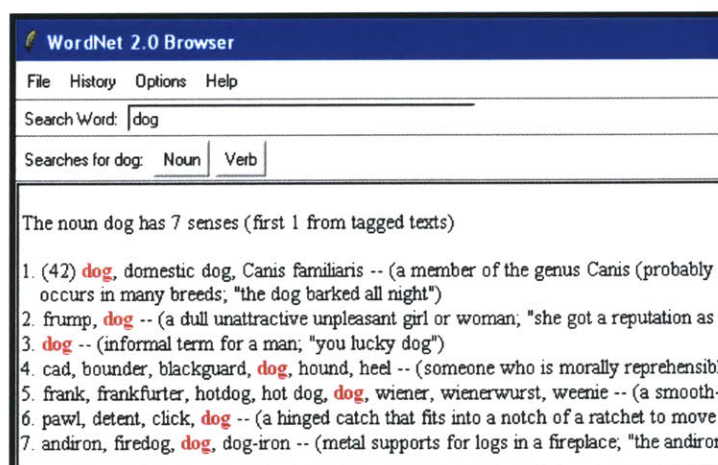 WordNet 2.0 Browser
File History Options Help
Search Word: dog
Searches for dog: Noun Verb
The noun dog has 7 senses (first 1 from tagged texts)
1. (42) dog, domestic dog, Canis familiaris -- (a member of the genus Canis (probably
occurs in many breeds; "the dog barked all night")
2. frump, dog -- (a dull unattractive unpleasant girl or woman; "she got a reputation as
3. dog -- (informal term for a man; "you lucky dog")
4. cad, bounder, blackguard, dog, hound, heel -- (someone who is morally
5. frank, frankfurter, hotdog, hot dog, dog, wiener, wienerwurst, weenie -- (a smooth-
6. pawl, detent, click, dog -- (a hinged catch that fits into a notch of a ratchet to move
7. andiron, firedog, dog, dog-iron -- (metal supports for logs in a fireplace; "the